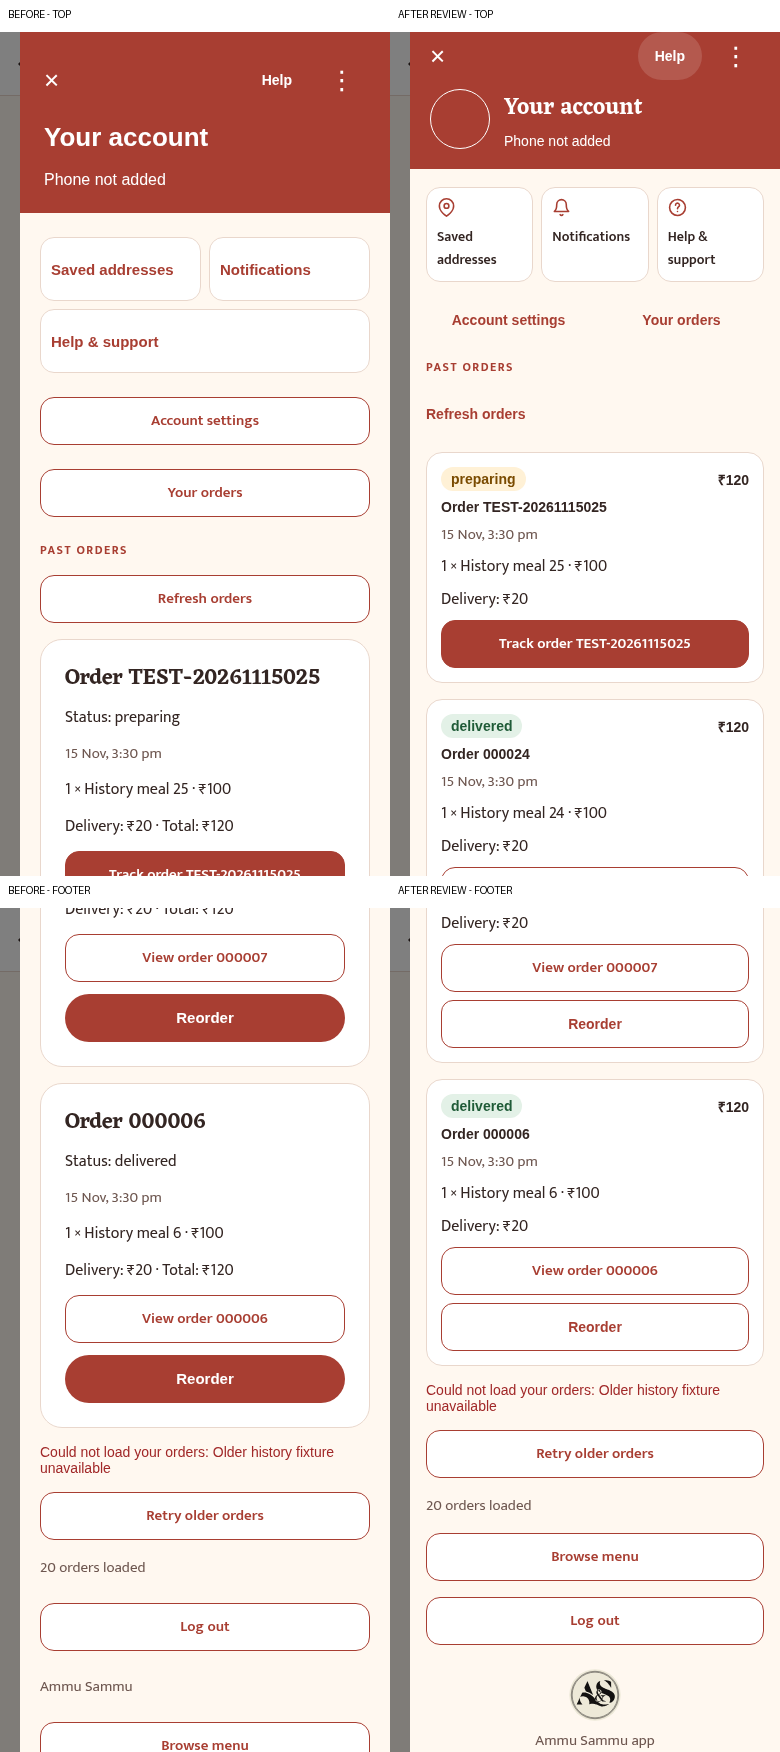 BEFORE - TOP
✕ Help ⋮
Your account
Phone not added
Saved addresses
Notifications
Help & support
Account settings
Your orders
PAST ORDERS
Refresh orders
Order TEST-20261115025
Status: preparing
15 Nov, 3:30 pm
1 × History meal 25 · ₹100
Delivery: ₹20 · Total: ₹120
Track order TEST-20261115025
AFTER REVIEW - TOP
✕ Help ⋮
Your account
Phone not added
Saved
addresses
Notifications
Help &
support
Account settings
Your orders
PAST ORDERS
Refresh orders
preparing ₹120
Order TEST-20261115025
15 Nov, 3:30 pm
1 × History meal 25 · ₹100
Delivery: ₹20
Track order TEST-20261115025
delivered ₹120
Order 000024
15 Nov, 3:30 pm
1 × History meal 24 · ₹100
Delivery: ₹20
BEFORE - FOOTER
Delivery: ₹20 · Total: ₹120
View order 000007
Reorder
Order 000006
Status: delivered
15 Nov, 3:30 pm
1 × History meal 6 · ₹100
Delivery: ₹20 · Total: ₹120
View order 000006
Reorder
Could not load your orders: Older history fixture
unavailable
Retry older orders
20 orders loaded
Log out
Ammu Sammu
Browse menu
AFTER REVIEW - FOOTER
Delivery: ₹20
View order 000007
Reorder
delivered ₹120
Order 000006
15 Nov, 3:30 pm
1 × History meal 6 · ₹100
Delivery: ₹20
View order 000006
Reorder
Could not load your orders: Older history fixture
unavailable
Retry older orders
20 orders loaded
Browse menu
Log out
A&S
Ammu Sammu app